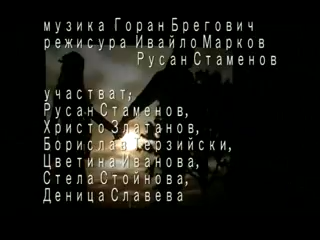 музика Горан Брегович
режисура Ивайло Марков
Русан Стаменов
участват;
Русан Стаменов,
Христо Златанов,
Борислав Терзийски,
Цветина Иванова,
Стела Стойнова,
Деница Славева